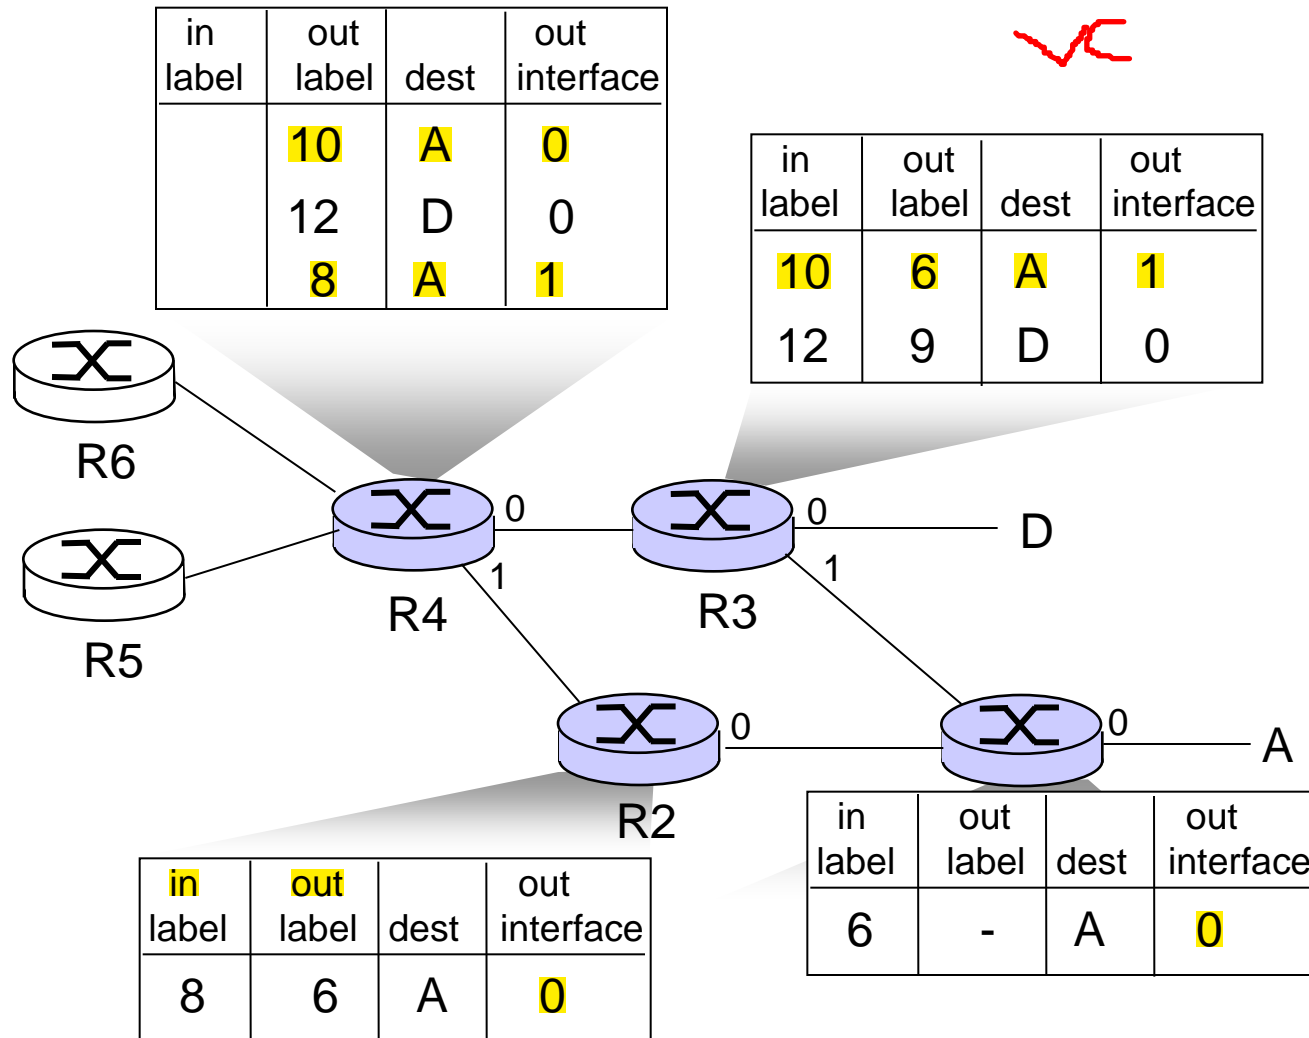 in out out
label label dest interface
10 A 0
12 D 0
8 A 1
VC
in out out
label label dest interface
10 6 A 1
12 9 D 0
R6
R5
R4
0
1
R3
0
1
D
R2
0
0
A
in out out
label label dest interface
8 6 A 0
in out out
label label dest interface
6 - A 0